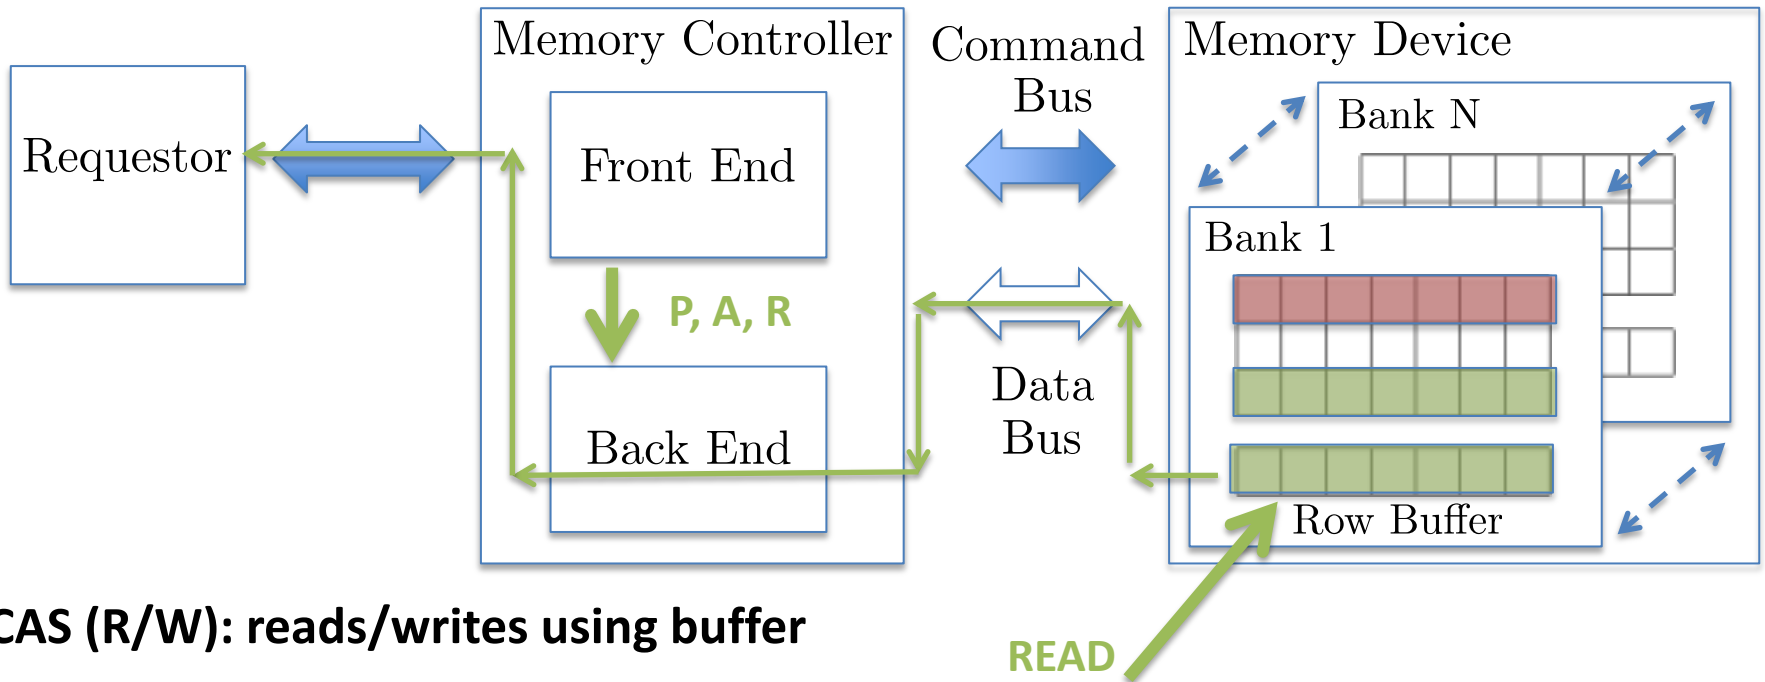 Memory Controller
Command
Bus
Memory Device
Requestor
Front End
Bank N
Bank 1
P, A, R
Data
Bus
Back End
Row Buffer
CAS (R/W): reads/writes using buffer
READ